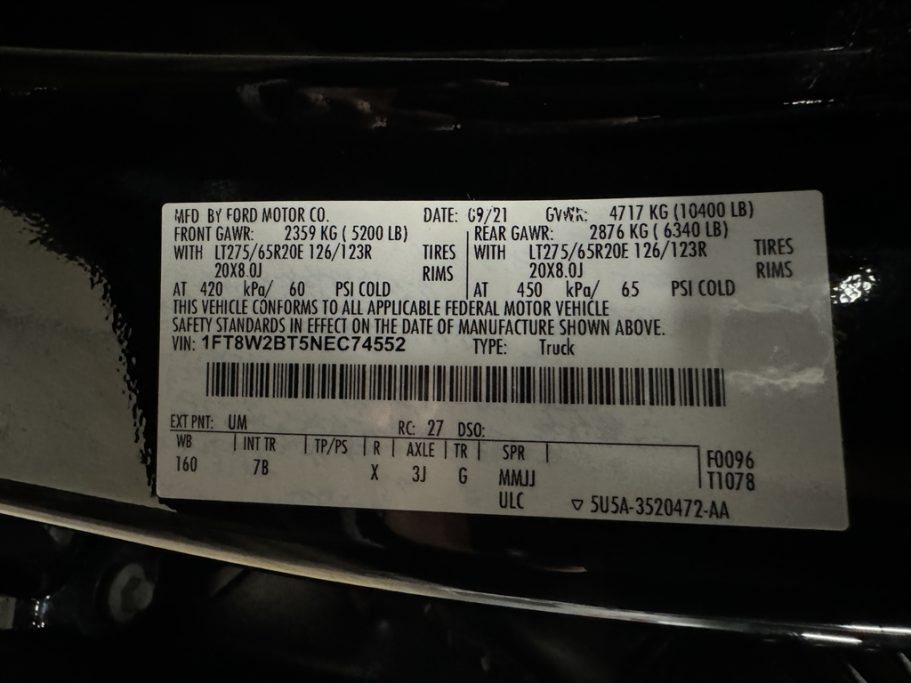 MFD BY FORD MOTOR CO. DATE: 09/21 GVWR: 4717 KG (10400 LB)
FRONT GAWR: 2359 KG ( 5200 LB) REAR GAWR: 2876 KG ( 6340 LB)
WITH LT275/65R20E 126/123R TIRES WITH LT275/65R20E 126/123R TIRES
20X8.0J RIMS 20X8.0J RIMS
AT 420 kPa/ 60 PSI COLD AT 450 kPa/ 65 PSI COLD
THIS VEHICLE CONFORMS TO ALL APPLICABLE FEDERAL MOTOR VEHICLE
SAFETY STANDARDS IN EFFECT ON THE DATE OF MANUFACTURE SHOWN ABOVE.
VIN: 1FT8W2BT5NEC74552 TYPE: Truck
EXT PNT: UM RC: 27 DSO:
WB INT TR TP/PS R AXLE TR SPR F0096
160 7B X 3J G MMJJ T1078
ULC ▽ 5U5A-3520472-AA